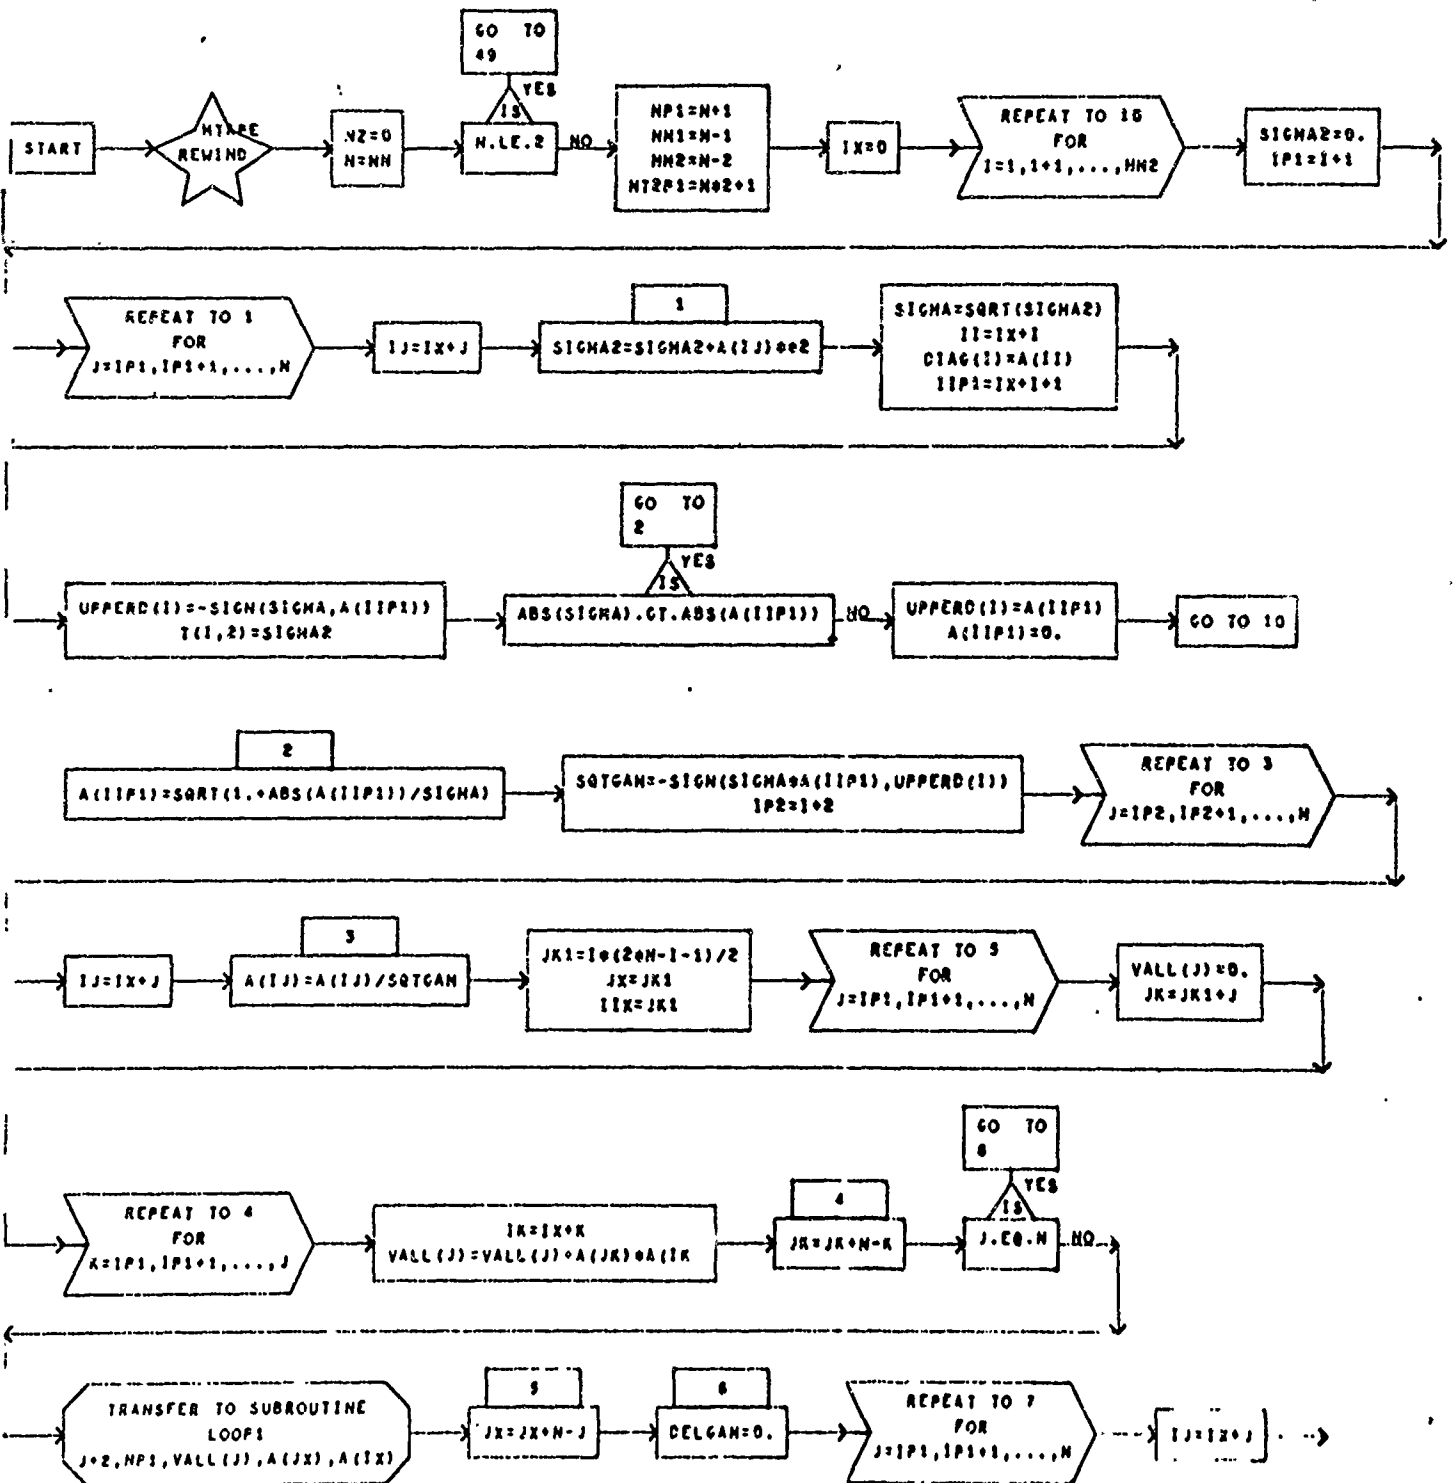 GO TO
49
YES
IS
START
NTAPE
REWIND
NZ=0
N=NN
N.LE.2
NO
NP1=N+1
NM1=N-1
NM2=N-2
NT2P1=N*2+1
IX=0
REPEAT TO 10
FOR
I=1,1+1,...,NM2
SIGMA2=0.
IP1=I+1
REPEAT TO 1
FOR
J=IP1,IP1+1,...,N
IJ=IX+J
1
SIGMA2=SIGMA2+A(IJ)**2
SIGMA=SQRT(SIGMA2)
II=IX+I
DIAG(I)=A(II)
IIP1=IX+I+1
GO TO
2
YES
IS
UPPERD(I)=-SIGN(SIGMA,A(IIP1))
T(I,2)=SIGMA2
ABS(SIGMA).GT.ABS(A(IIP1))
NO
UPPERD(I)=A(IIP1)
A(IIP1)=0.
GO TO 10
2
A(IIP1)=SQRT(1.+ABS(A(IIP1))/SIGMA)
SQTGAM=-SIGN(SIGMA*A(IIP1),UPPERD(I))
IP2=I+2
REPEAT TO 3
FOR
J=IP2,IP2+1,...,N
IJ=IX+J
3
A(IJ)=A(IJ)/SQTGAM
JK1=I*(2*N-I-1)/2
JX=JK1
IIX=JK1
REPEAT TO 5
FOR
J=IP1,IP1+1,...,N
VALL(J)=0.
JK=JK1+J
GO TO
6
YES
IS
REPEAT TO 4
FOR
K=IP1,IP1+1,...,J
IK=IX+K
VALL(J)=VALL(J)+A(JK)*A(IK
4
JK=JK+N-K
J.EQ.N
NO
TRANSFER TO SUBROUTINE
LOOP1
J+2,NP1,VALL(J),A(JX),A(IX)
5
JX=JX+N-J
6
DELGAM=0.
REPEAT TO 7
FOR
J=IP1,IP1+1,...,N
IJ=IX+J